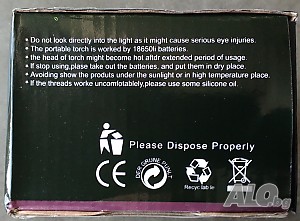 • Do not look directly into the light as it might cause serious eye injuries.
• The portable torch is worked by 18650li batteries.
• the head of torch might become hot aftdr extended period of usage.
• If stop using,plase take out the batteries, and put them in dry place.
• Avoiding show the produts under the sunlight or in high temperature place.
• If the threads worke uncomfotablely,please use some silicone oil.
Please Dispose Properly
CE
DER GRÜNE PUNKT
Recyclable
ALO.bg